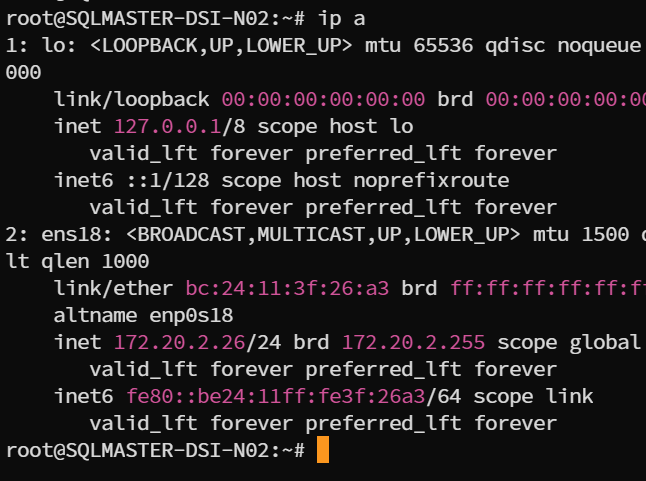 root@SQLMASTER-DSI-N02:~# ip a
1: lo: <LOOPBACK,UP,LOWER_UP> mtu 65536 qdisc noqueue
000
link/loopback 00:00:00:00:00:00 brd 00:00:00:00:00
inet 127.0.0.1/8 scope host lo
valid_lft forever preferred_lft forever
inet6 ::1/128 scope host noprefixroute
valid_lft forever preferred_lft forever
2: ens18: <BROADCAST,MULTICAST,UP,LOWER_UP> mtu 1500
lt qlen 1000
link/ether bc:24:11:3f:26:a3 brd ff:ff:ff:ff:ff:f
altname enp0s18
inet 172.20.2.26/24 brd 172.20.2.255 scope global
valid_lft forever preferred_lft forever
inet6 fe80::be24:11ff:fe3f:26a3/64 scope link
valid_lft forever preferred_lft forever
root@SQLMASTER-DSI-N02:~#